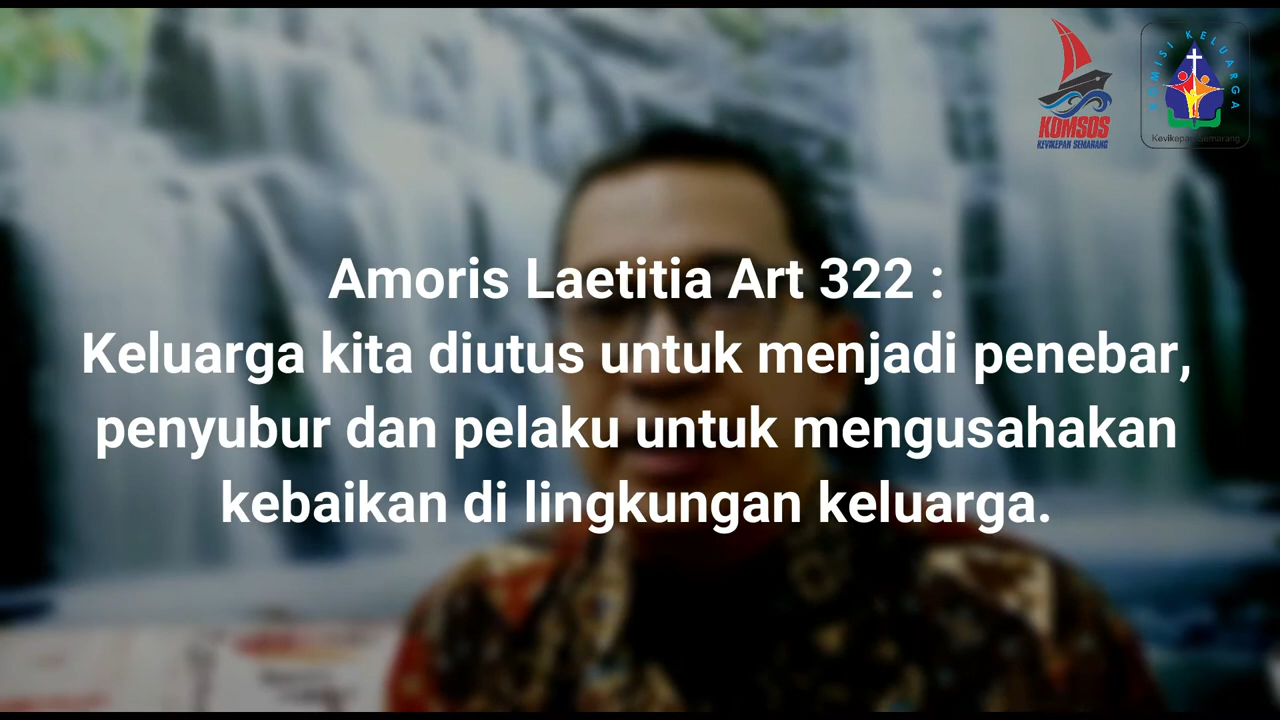 KOMISI KELUARGA
KOMSOS
KEVIKEPAN SEMARANG
Kevikepan Semarang
Amoris Laetitia Art 322 :
Keluarga kita diutus untuk menjadi penebar,
penyubur dan pelaku untuk mengusahakan
kebaikan di lingkungan keluarga.